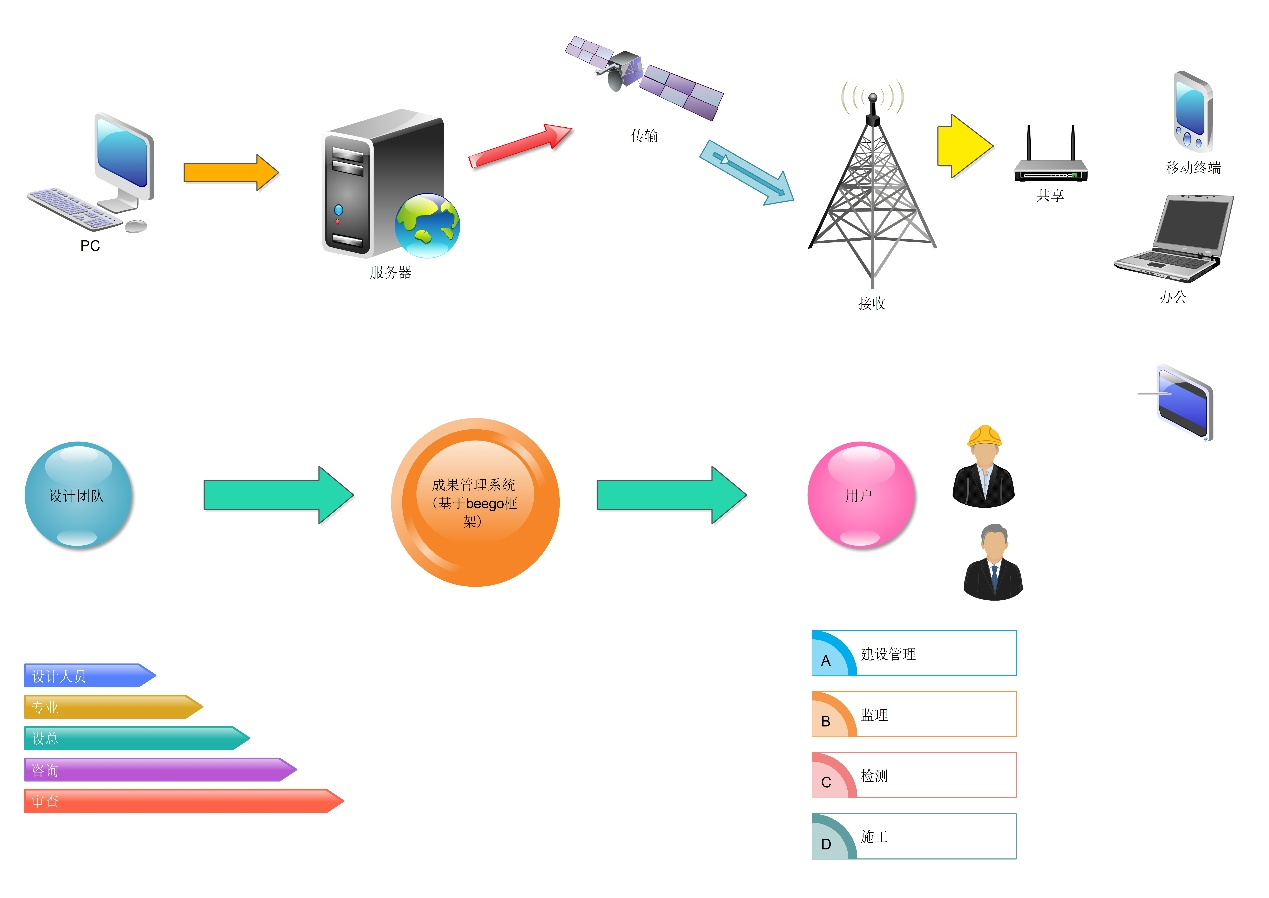 PC
服务器
传输
接收
共享
移动终端
办公
设计团队
成果管理系统
（基于beego框
架）
用户
设计人员
专业
设总
咨询
审查
A 建设管理
B 监理
C 检测
D 施工